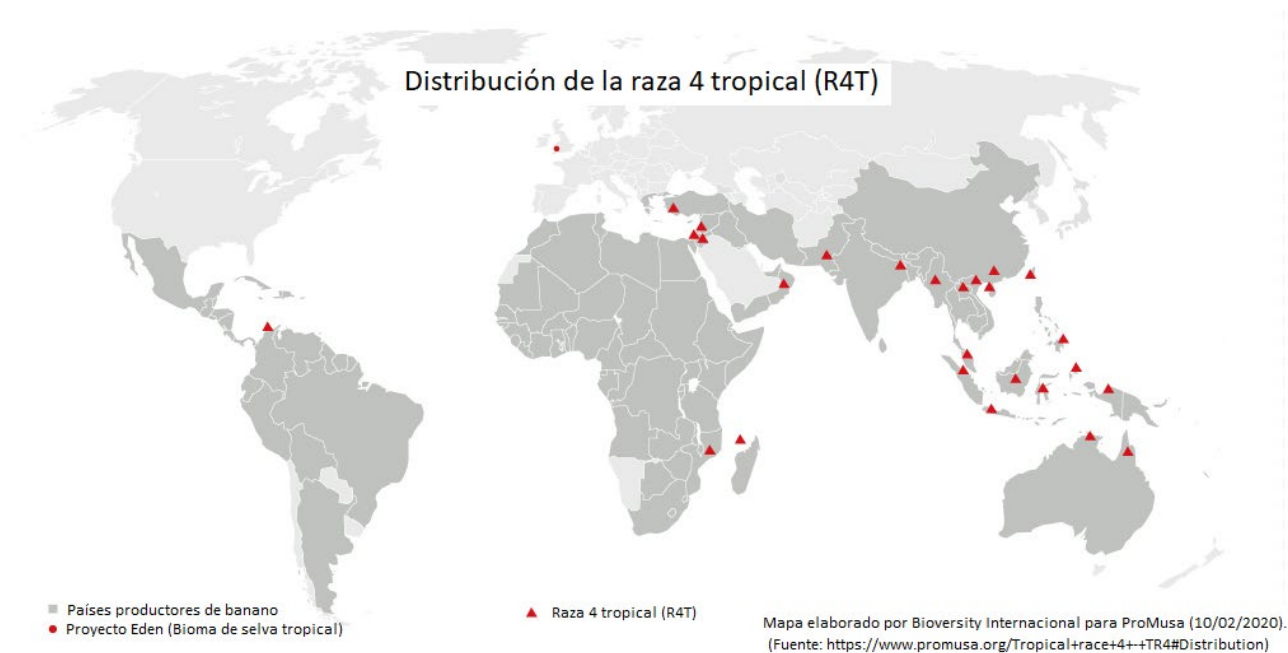 Distribución de la raza 4 tropical (R4T)
Países productores de banano
Proyecto Eden (Bioma de selva tropical)
Raza 4 tropical (R4T)
Mapa elaborado por Bioversity Internacional para ProMusa (10/02/2020).
(Fuente: https://www.promusa.org/Tropical+race+4+-+TR4#Distribution)